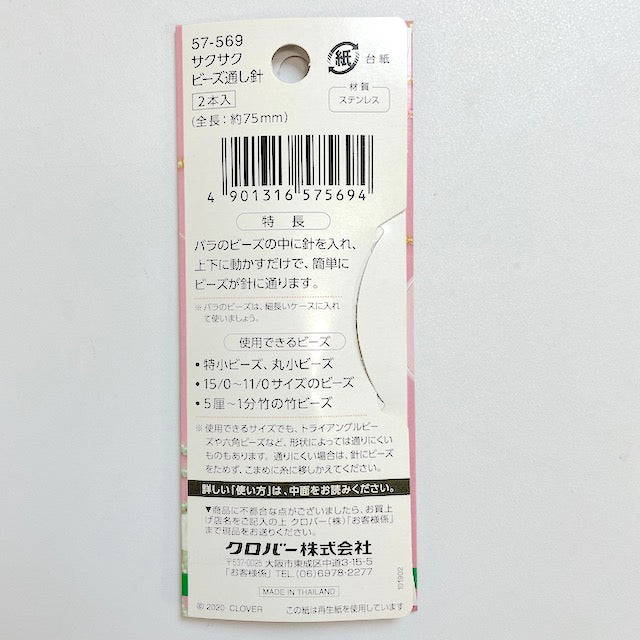 57-569
サクサク
ビーズ通し針
2本入
(全長:約75mm)
紙 台紙
材質
ステンレス
4 901316 575694
特長
バラのビーズの中に針を入れ、
上下に動かすだけで、簡単に
ビーズが針に通ります。
※バラのビーズは、細長いケースに入れ
て使いましょう。
使用できるビーズ
・特小ビーズ、丸小ビーズ
・15/0〜11/0サイズのビーズ
・5厘〜1分竹の竹ビーズ
※使用できるサイズでも、トライアングルビー
ズや六角ビーズなど、形状によっては通りにくい
ものもあります。通りにくい場合は、針にビーズ
をためず、こまめに糸に移しかえてください。
詳しい「使い方」は、中面をお読みください。
▼商品に不都合な点がございましたら、お買上
げ店名をご記入の上 クロバー(株)「お客様係」
まで現品をお送りください。
クロバー株式会社
〒537-0025 大阪市東成区中道3-15-5
「お客様係」TEL.(06)6978-2277
MADE IN THAILAND
101902
© 2020 CLOVER
この紙は再生紙を使用しています